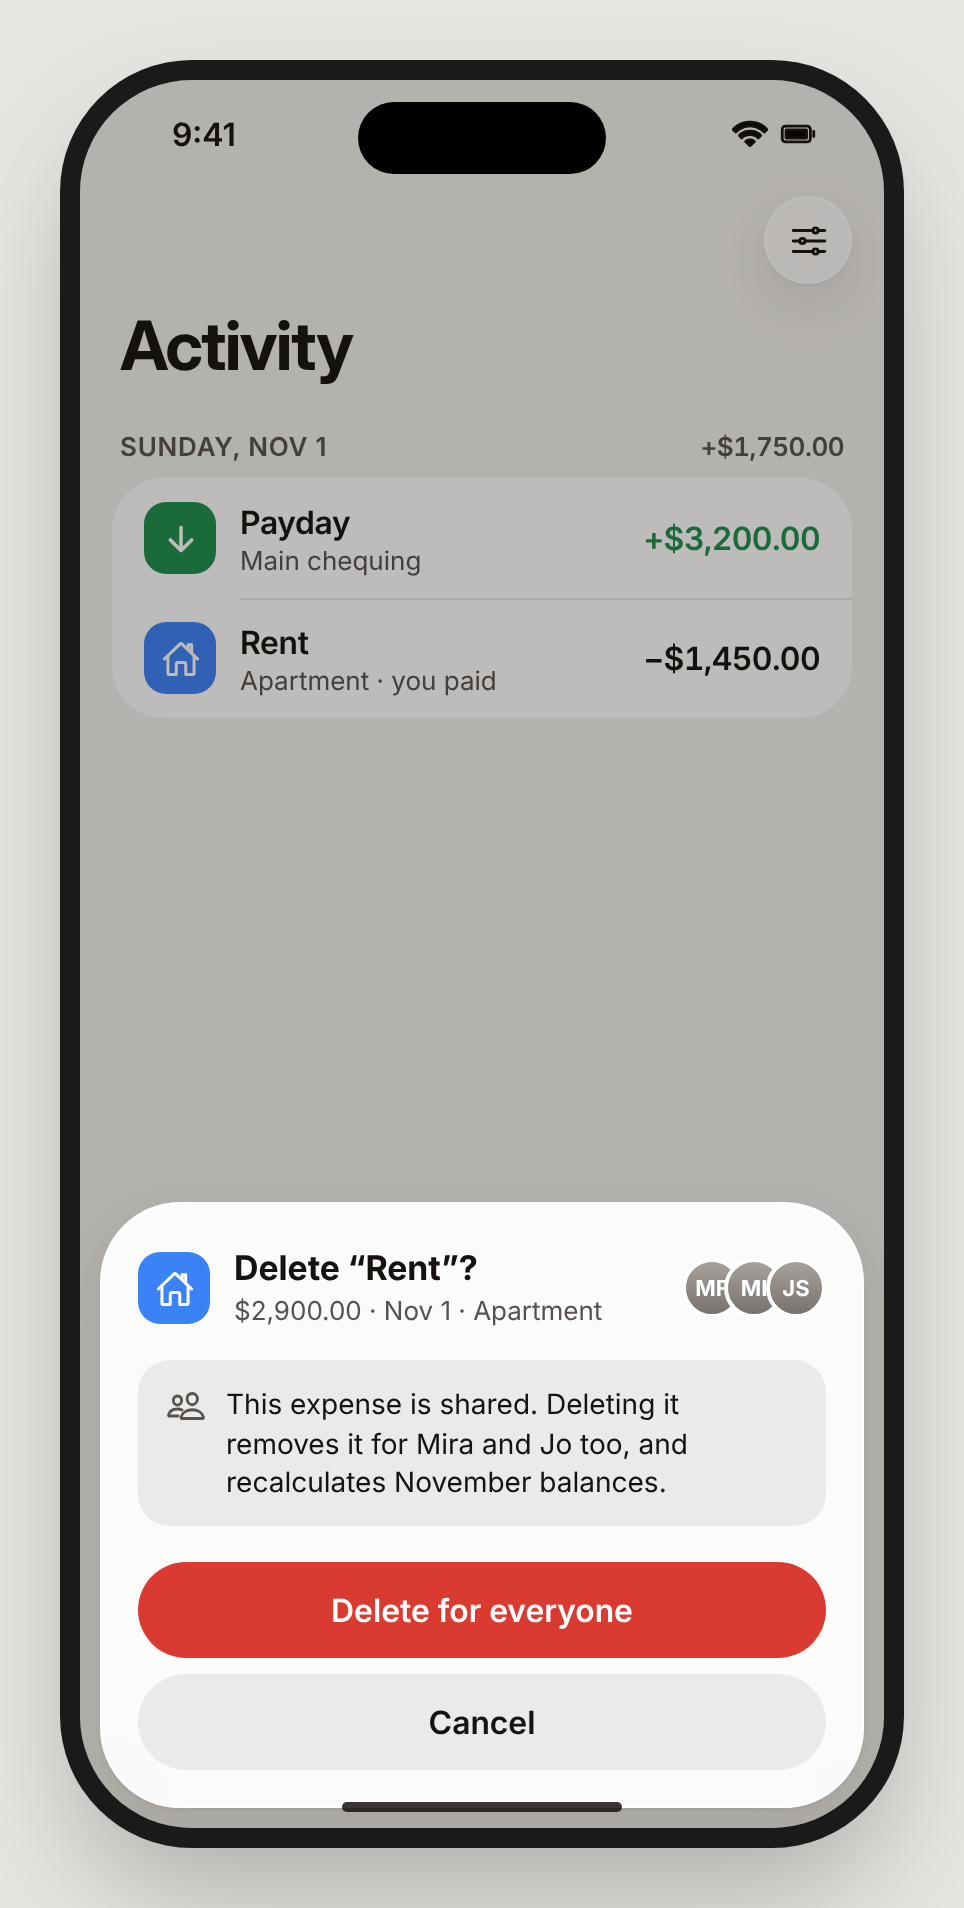 9:41
Activity
SUNDAY, NOV 1 +$1,750.00
Payday
Main chequing
+$3,200.00
Rent
Apartment · you paid
−$1,450.00
Delete “Rent”?
$2,900.00 · Nov 1 · Apartment
JS
This expense is shared. Deleting it
removes it for Mira and Jo too, and
recalculates November balances.
Delete for everyone
Cancel